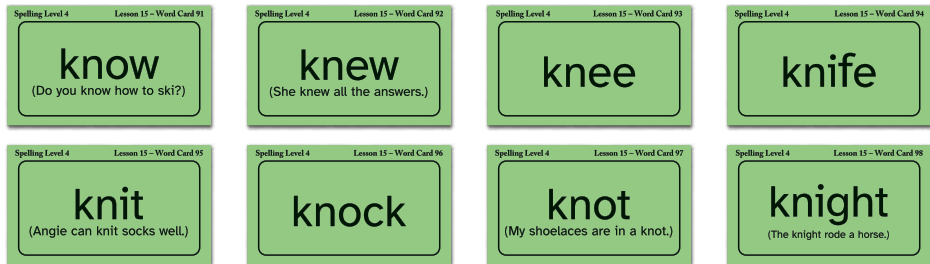 Spelling Level 4 Lesson 15 – Word Card 91
know
(Do you know how to ski?)
Spelling Level 4 Lesson 15 – Word Card 92
knew
(She knew all the answers.)
Spelling Level 4 Lesson 15 – Word Card 93
knee
Spelling Level 4 Lesson 15 – Word Card 94
knife
Spelling Level 4 Lesson 15 – Word Card 95
knit
(Angie can knit socks well.)
Spelling Level 4 Lesson 15 – Word Card 96
knock
Spelling Level 4 Lesson 15 – Word Card 97
knot
(My shoelaces are in a knot.)
Spelling Level 4 Lesson 15 – Word Card 98
knight
(The knight rode a horse.)